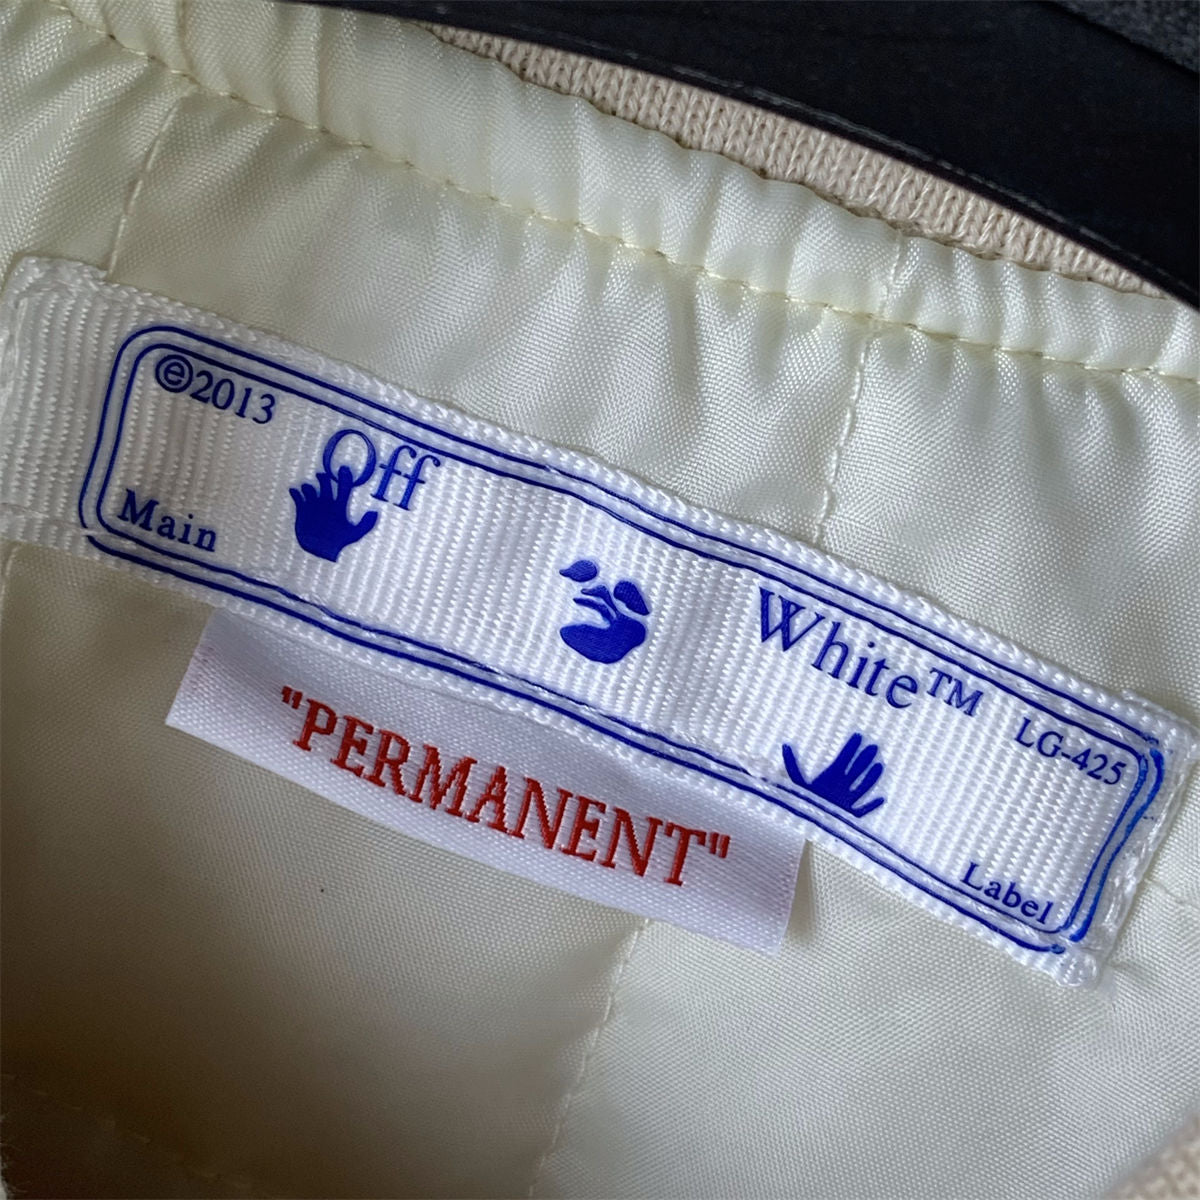 ©2013
Off
White™
LG-425
Main
Label
"PERMANENT"